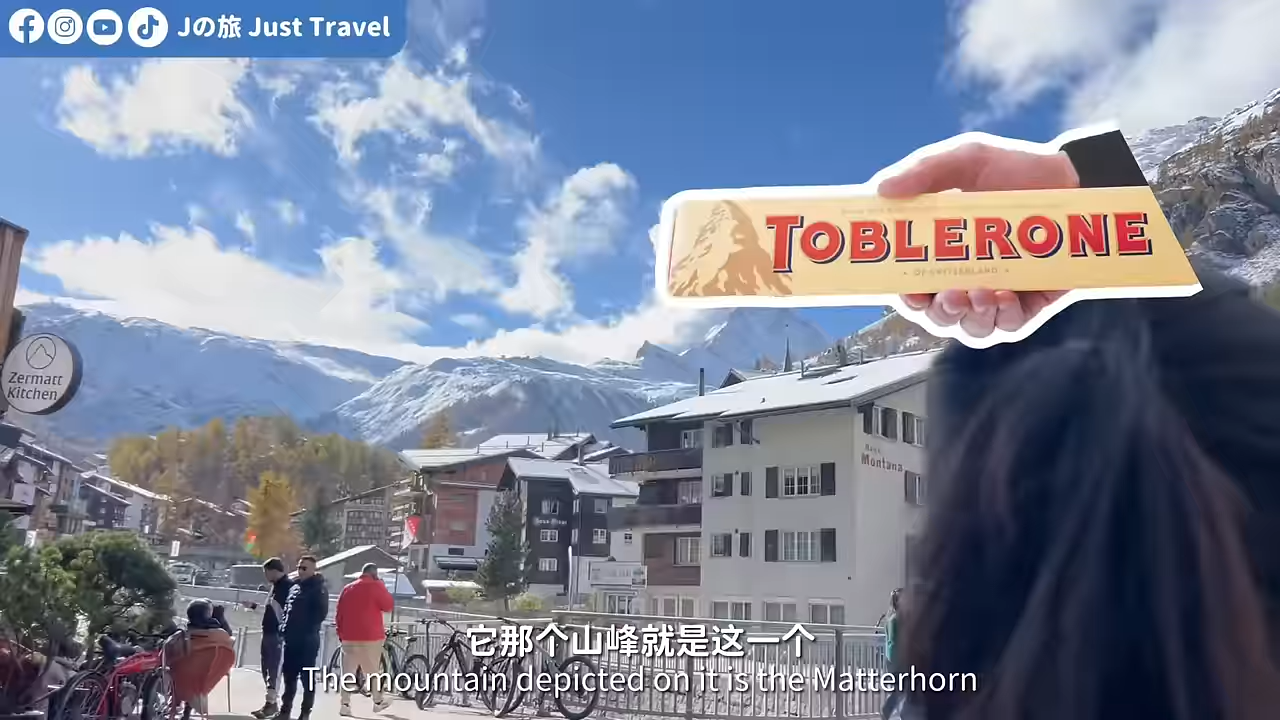 Jの旅 Just Travel
TOBLERONE
OF SWITZERLAND
Zermatt
Kitchen
Haus
Montana
它那个山峰就是这一个
The mountain depicted on it is the Matterhorn